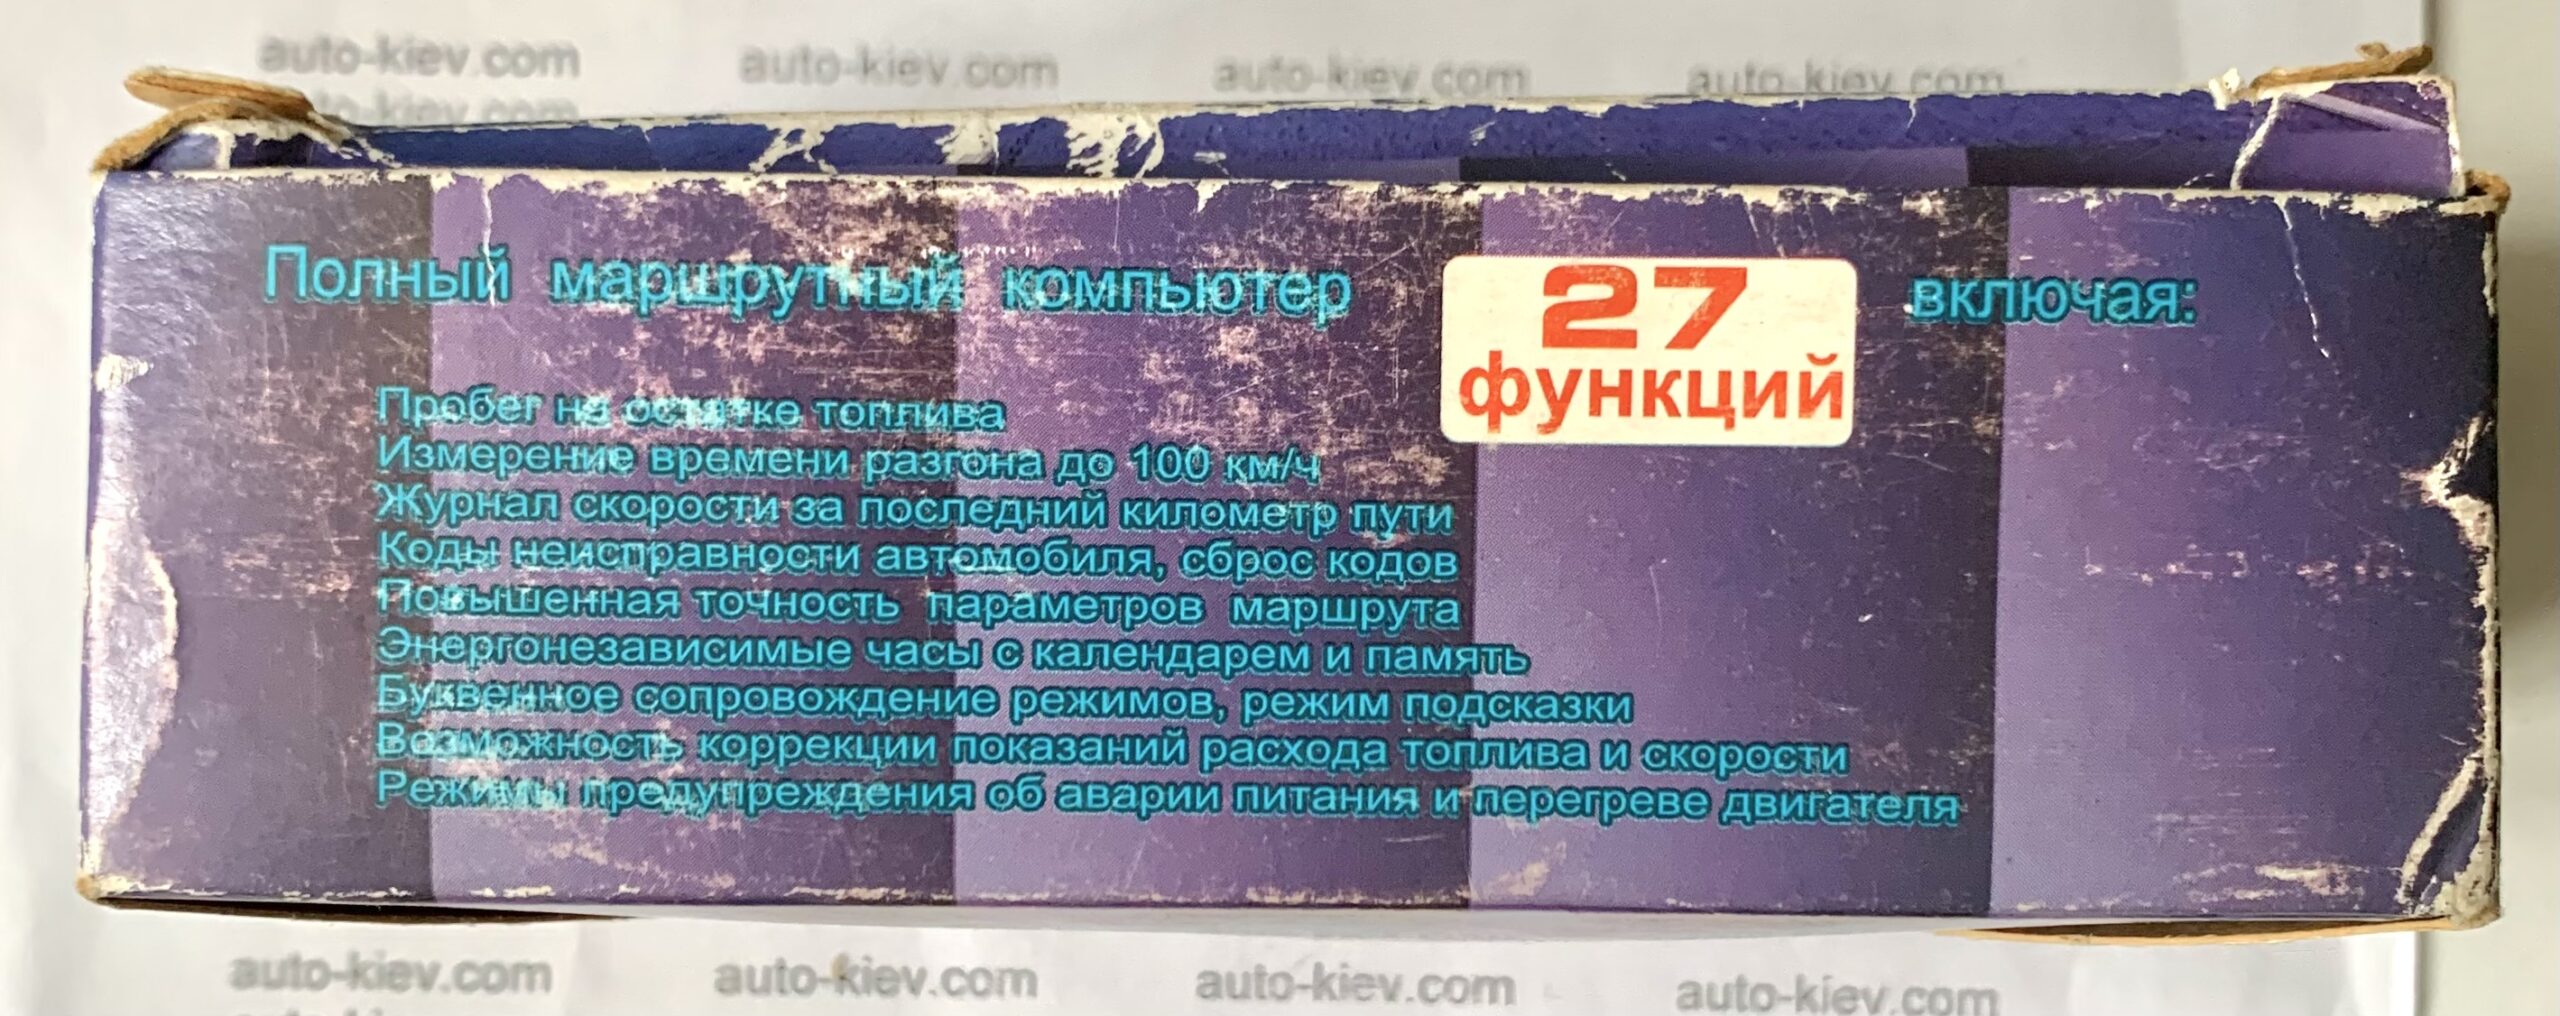 auto-kiev.com auto-kiev.com auto-kiev.com auto-kiev.com
Полный маршрутный компьютер 27 функций включая:
Пробег на остатке топлива
Измерение времени разгона до 100 км/ч
Журнал скорости за последний километр пути
Коды неисправности автомобиля, сброс кодов
Повышенная точность параметров маршрута
Энергонезависимые часы с календарем и память
Буквенное сопровождение режимов, режим подсказки
Возможность коррекции показаний расхода топлива и скорости
Режимы предупреждения об аварии питания и перегреве двигателя
auto-kiev.com auto-kiev.com auto-kiev.com auto-kiev.com